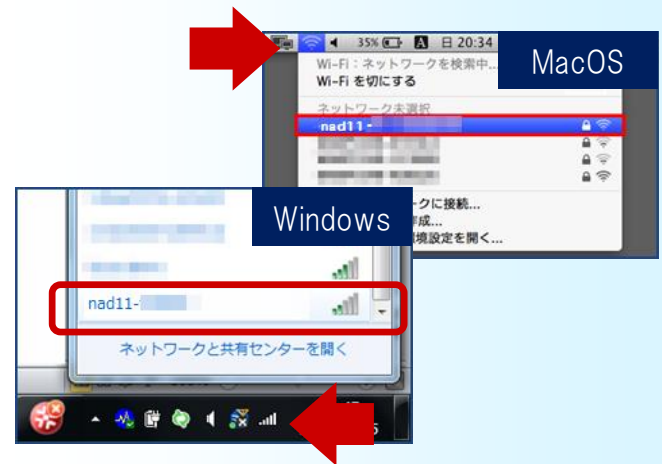 35% A 日 20:34
MacOS
Wi-Fi：ネットワークを検索中...
Wi-Fi を切にする
ネットワーク未選択
nad11-
ークに接続...
作成...
境設定を開く...
Windows
nad11-
ネットワークと共有センターを開く